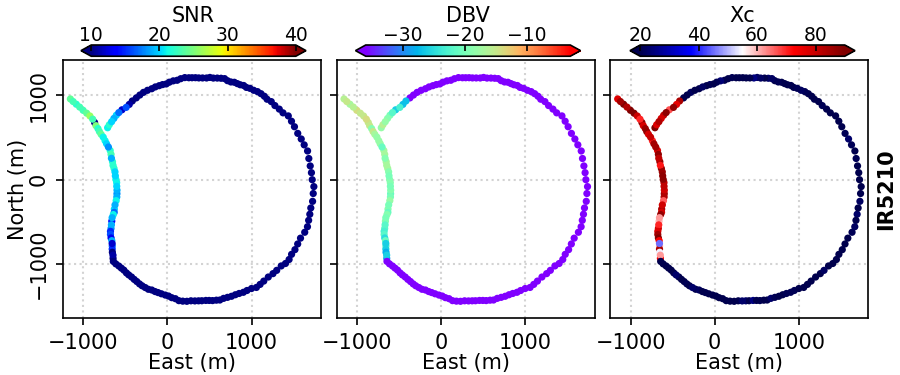 SNR DBV Xc
10 20 30 40 −30 −20 −10 20 40 60 80
North (m)
1000
0
−1000
IR5210
−1000 0 1000 −1000 0 1000 −1000 0 1000
East (m) East (m) East (m)